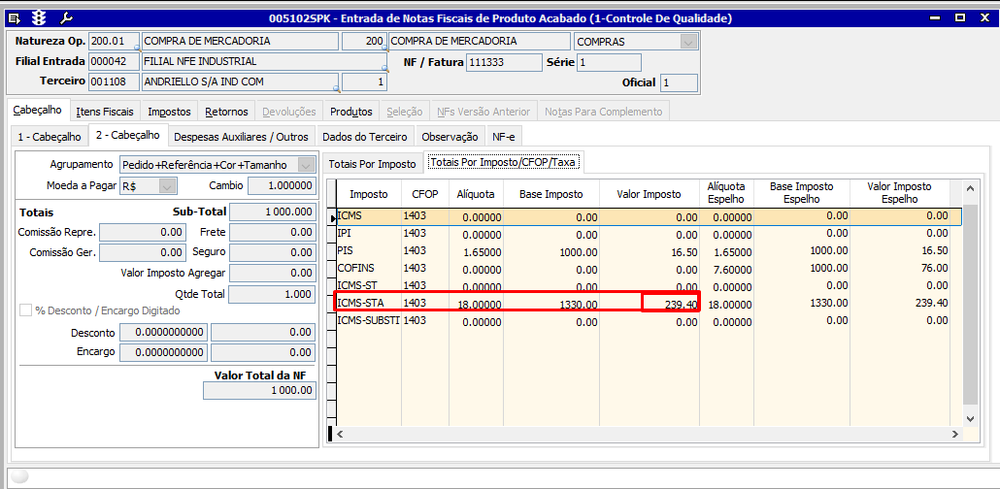 005102SPK - Entrada de Notas Fiscais de Produto Acabado (1-Controle De Qualidade)
Natureza Op. 200.01 COMPRA DE MERCADORIA 200 COMPRA DE MERCADORIA COMPRAS
Filial Entrada 000042 FILIAL NFE INDUSTRIAL NF / Fatura 111333 Série 1
Terceiro 001108 ANDRIELLO S/A IND COM 1 Oficial 1
Cabeçalho Itens Fiscais Impostos Retornos Devoluções Produtos Seleção NFs Versão Anterior Notas Para Complemento
1 - Cabeçalho 2 - Cabeçalho Despesas Auxiliares / Outros Dados do Terceiro Observação NF-e
Agrupamento Pedido+Referência+Cor+Tamanho
Moeda a Pagar R$ Cambio 1.000000
Totais Sub-Total 1 000.000
Comissão Repre. 0.00 Frete 0.00
Comissão Ger. 0.00 Seguro 0.00
Valor Imposto Agregar 0.00
Qtde Total 1.000
% Desconto / Encargo Digitado
Desconto 0.0000000000 0.00
Encargo 0.0000000000 0.00
Valor Total da NF
1 000.00
Totais Por Imposto Totais Por Imposto/CFOP/Taxa
Imposto CFOP Alíquota Base Imposto Valor Imposto Alíquota Espelho Base Imposto Espelho Valor Imposto Espelho
ICMS 1403 0.00000 0.00 0.00 0.00000 0.00 0.00
IPI 1403 0.00000 0.00 0.00 0.00000 0.00 0.00
PIS 1403 1.65000 1000.00 16.50 1.65000 1000.00 16.50
COFINS 1403 0.00000 0.00 0.00 7.60000 1000.00 76.00
ICMS-ST 1403 0.00000 0.00 0.00 0.00000 0.00 0.00
ICMS-STA 1403 18.00000 1330.00 239.40 18.00000 1330.00 239.40
ICMS-SUBSTI 1403 0.00000 0.00 0.00 0.00000 0.00 0.00